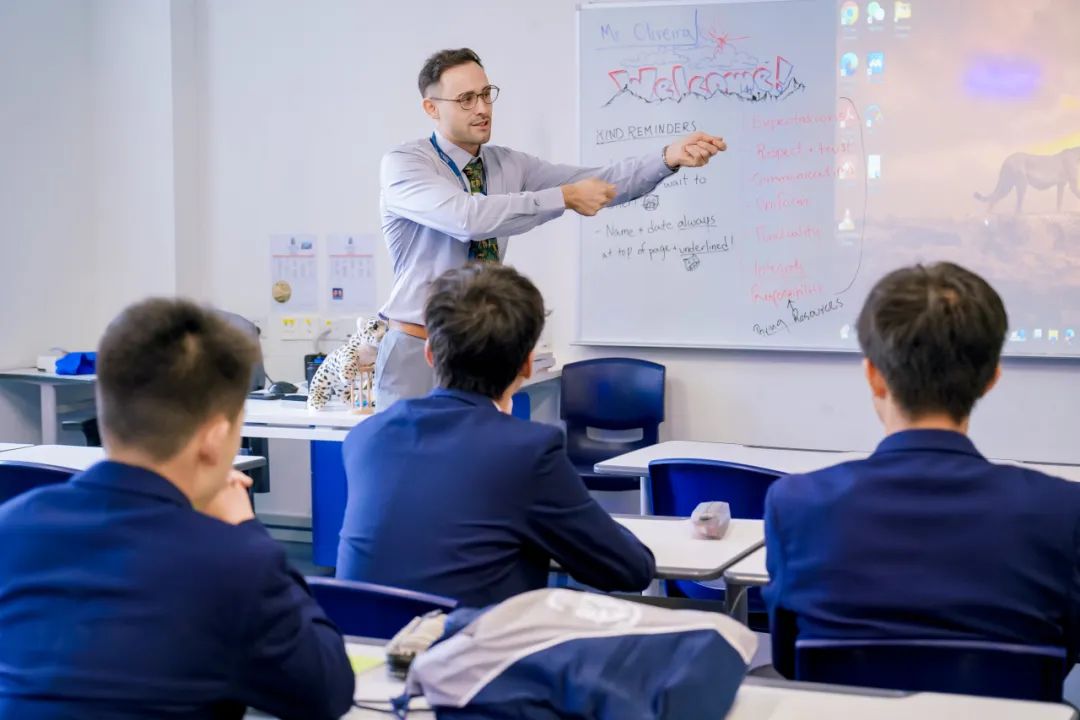 Mr Oliveira
Welcome!
KIND REMINDERS
wait to
- Name + date always
at top of page + underlined!
- Expectations
- Respect + trust
- Communication
- Uniform
- Punctuality
- Integrity
- Responsibility
Bring Resources